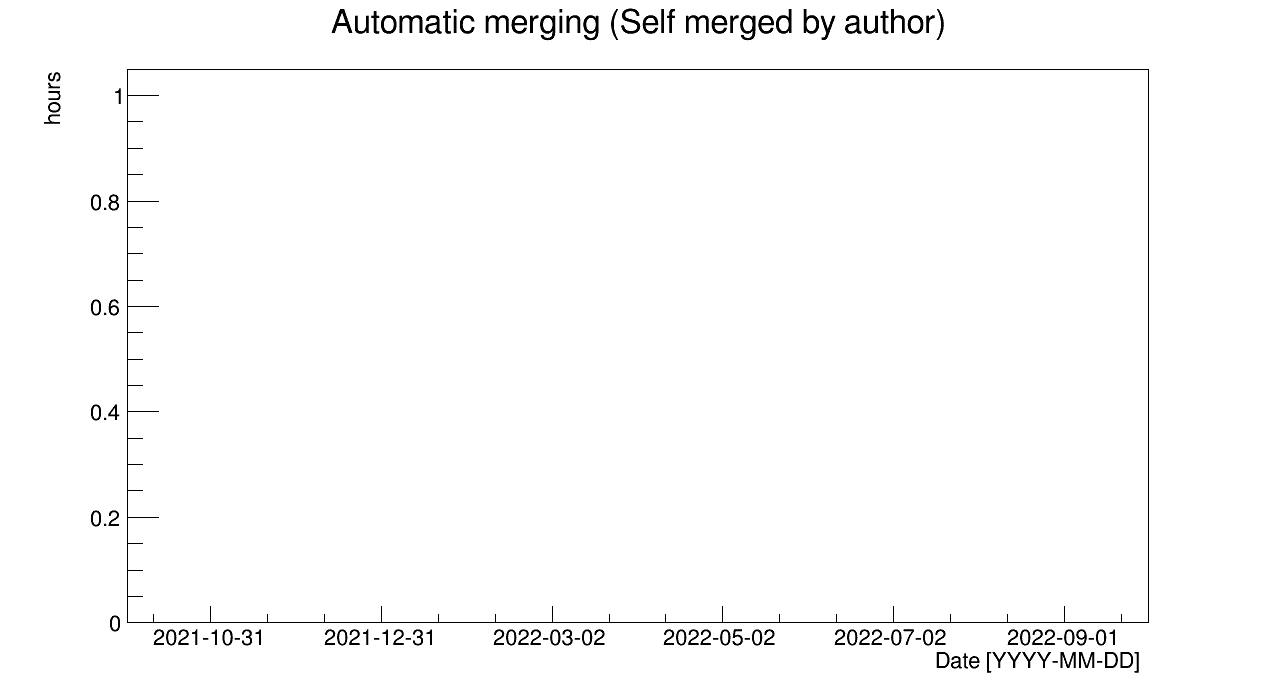 Automatic merging (Self merged by author)
hours
1
0.8
0.6
0.4
0.2
0
2021-10-31 2021-12-31 2022-03-02 2022-05-02 2022-07-02 2022-09-01
Date [YYYY-MM-DD]